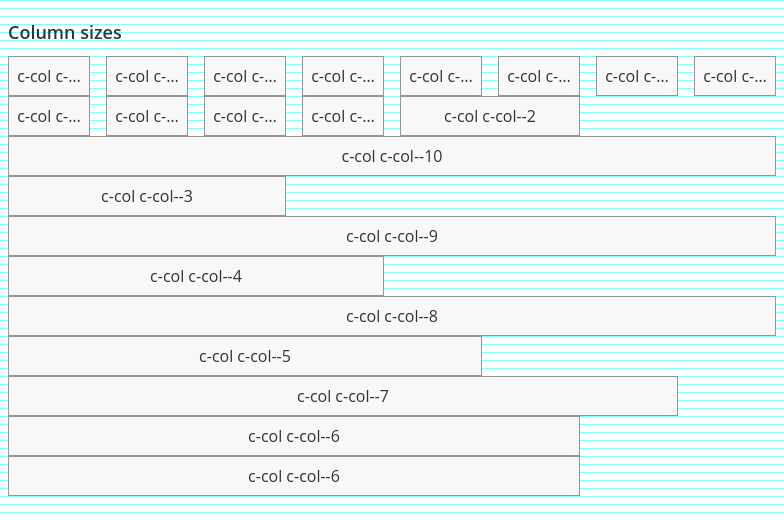 Column sizes
c-col c-... c-col c-... c-col c-... c-col c-... c-col c-... c-col c-... c-col c-... c-col c-...
c-col c-... c-col c-... c-col c-... c-col c-... c-col c-col--2
c-col c-col--10
c-col c-col--3
c-col c-col--9
c-col c-col--4
c-col c-col--8
c-col c-col--5
c-col c-col--7
c-col c-col--6
c-col c-col--6